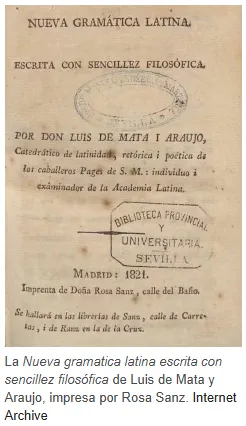 NUEVA GRAMÁTICA LATINA,
ESCRITA CON SENCILLEZ FILOSÓFICA,
POR DON LUIS DE MATA I ARAUJO,
Catedrático de latinidad, retórica i poética de
los caballeros Pages de S. M.: individuo i
exâminador de la Academia Latina.
BIBLIOTECA PROVINCIAL
Y
UNIVERSITARIA.
SEVILLA
MADRID: 1821.
Imprenta de Doña Rosa Sanz, calle del Baño.
Se hallará en las librerías de Sanz, calle de Carre-
tas, i de Ranz en la de la Cruz.
La Nueva gramatica latina escrita con
sencillez filosófica de Luis de Mata y
Araujo, impresa por Rosa Sanz. Internet
Archive